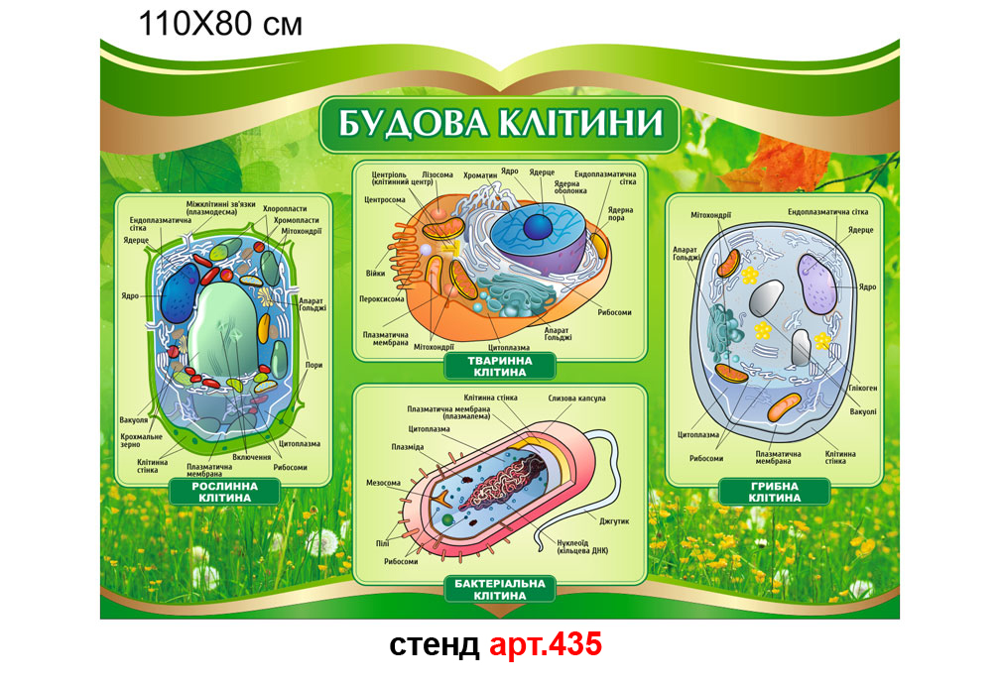 110X80 см
БУДОВА КЛІТИНИ
Міжклітинні зв'язки
(плазмодесма)
Ендоплазматична
сітка
Ядерце
Хлоропласти
Хромопласти
Мітохондрії
Ядро
Апарат
Гольджі
Пори
Вакуоля
Крохмальне
зерно
Клітинна
стінка
Плазматична
мембрана
Включення
Рибосоми
Цитоплазма
РОСЛИННА
КЛІТИНА
Центріоль
(клітинний центр)
Лізосома
Хроматин
Ядро
Ядерце
Ядерна
оболонка
Ендоплазматична
сітка
Центросома
Ядерна
пора
Війки
Пероксисома
Плазматична
мембрана
Мітохондрії
Цитоплазма
Апарат
Гольджі
Рибосоми
ТВАРИННА
КЛІТИНА
Клітинна стінка
Слизова капсула
Плазматична мембрана
(плазмалема)
Цитоплазма
Плазміда
Мезосома
Пілі
Рибосоми
Джгутик
Нуклеоїд
(кільцева ДНК)
БАКТЕРІАЛЬНА
КЛІТИНА
Мітохондрії
Ендоплазматична сітка
Апарат
Гольджі
Ядерце
Ядро
Глікоген
Вакуолі
Цитоплазма
Рибосоми
Плазматична
мембрана
Клітинна
стінка
ГРИБНА
КЛІТИНА
стенд арт.435